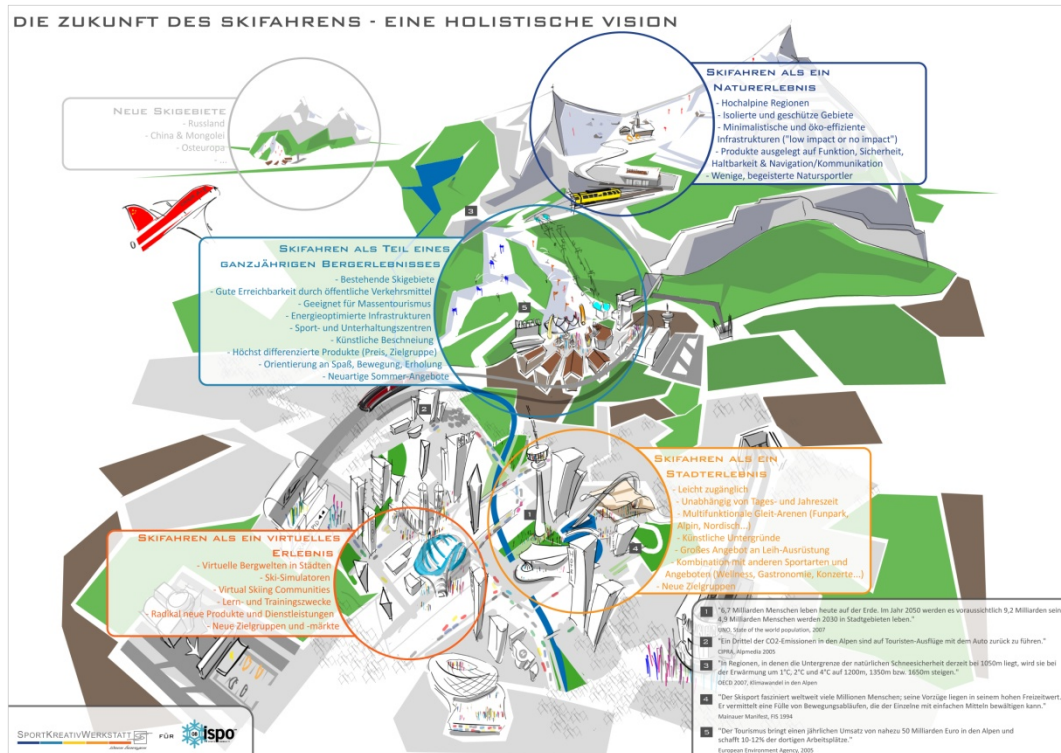 DIE ZUKUNFT DES SKIFAHRENS - EINE HOLISTISCHE VISION
NEUE SKIGEBIETE
- Russland
- China & Mongolei
- Osteuropa
- ...
SKIFAHREN ALS EIN
NATURERLEBNIS
- Hochalpine Regionen
- Isolierte und geschütze Gebiete
- Minimalistische und öko-effiziente
Infrastrukturen ("low impact or no impact")
- Produkte ausgelegt auf Funktion, Sicherheit,
Haltbarkeit & Navigation/Kommunikation
- Wenige, begeisterte Natursportler
3
SKIFAHREN ALS TEIL EINES
GANZJÄHRIGEN BERGERLEBNISSES
- Bestehende Skigebiete
- Gute Erreichbarkeit durch öffentliche Verkehrsmittel
- Geeignet für Massentourismus
- Energieoptimierte Infrastrukturen
- Sport- und Unterhaltungszentren
- Künstliche Beschneiung
- Höchst differenzierte Produkte (Preis, Zielgruppe)
- Orientierung an Spaß, Bewegung, Erholung
- Neuartige Sommer-Angebote
5
2
SKIFAHREN ALS EIN
STADTERLEBNIS
- Leicht zugänglich
- Unabhängig von Tages- und Jahreszeit
- Multifunktionale Gleit-Arenen (Funpark,
Alpin, Nordisch...)
- Künstliche Untergründe
- Großes Angebot an Leih-Ausrüstung
- Kombination mit anderen Sportarten und
Angeboten (Wellness, Gastronomie, Konzerte...)
- Neue Zielgruppen
1
4
SKIFAHREN ALS EIN VIRTUELLES
ERLEBNIS
- Virtuelle Bergwelten in Städten
- Ski-Simulatoren
- Virtual Skiing Communities
- Lern- und Trainingszwecke
- Radikal neue Produkte und Dienstleistungen
- Neue Zielgruppen und -märkte
1 "6,7 Milliarden Menschen leben heute auf der Erde. Im Jahr 2050 werden es voraussichtlich 9,2 Milliarden sein
4,9 Milliarden Menschen werden 2030 in Stadtgebieten leben."
UNO, State of the world population, 2007
2 "Ein Drittel der CO2-Emissionen in den Alpen sind auf Touristen-Ausflüge mit dem Auto zurück zu führen."
CIPRA, Alpmedia 2005
3 "In Regionen, in denen die Untergrenze der natürlichen Schneesicherheit derzeit bei 1050m liegt, wird sie bei
der Erwärmung um 1°C, 2°C und 4°C auf 1200m, 1350m bzw. 1650m steigen."
OECD 2007, Klimawandel in den Alpen
4 "Der Skisport fasziniert weltweit viele Millionen Menschen; seine Vorzüge liegen in seinem hohen Freizeitwert.
Er vermittelt eine Fülle von Bewegungsabläufen, die der Einzelne mit einfachen Mitteln bewältigen kann."
Mainauer Manifest, FIS 1994
5 "Der Tourismus bringt einen jährlichen Umsatz von nahezu 50 Milliarden Euro in den Alpen und
schafft 10-12% der dortigen Arbeitsplätze."
European Environment Agency, 2005
SPORTKREATIVWERKSTATT FÜR ispo